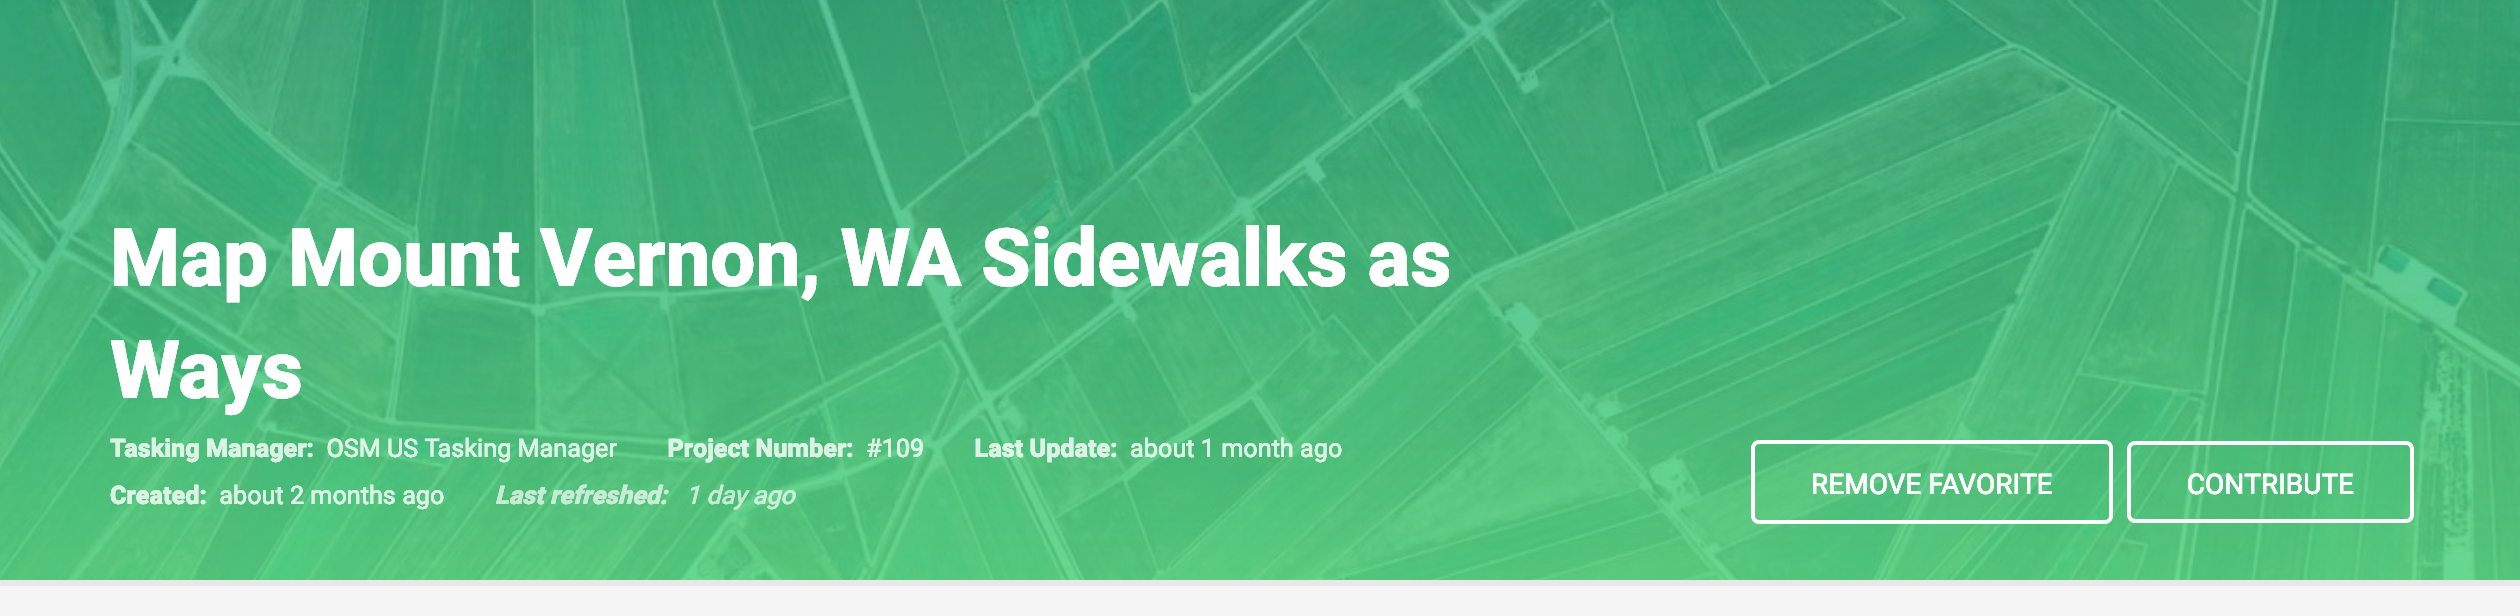 Map Mount Vernon, WA Sidewalks as
Ways
Tasking Manager: OSM US Tasking Manager Project Number: #109 Last Update: about 1 month ago
Created: about 2 months ago Last refreshed: 1 day ago
REMOVE FAVORITE CONTRIBUTE